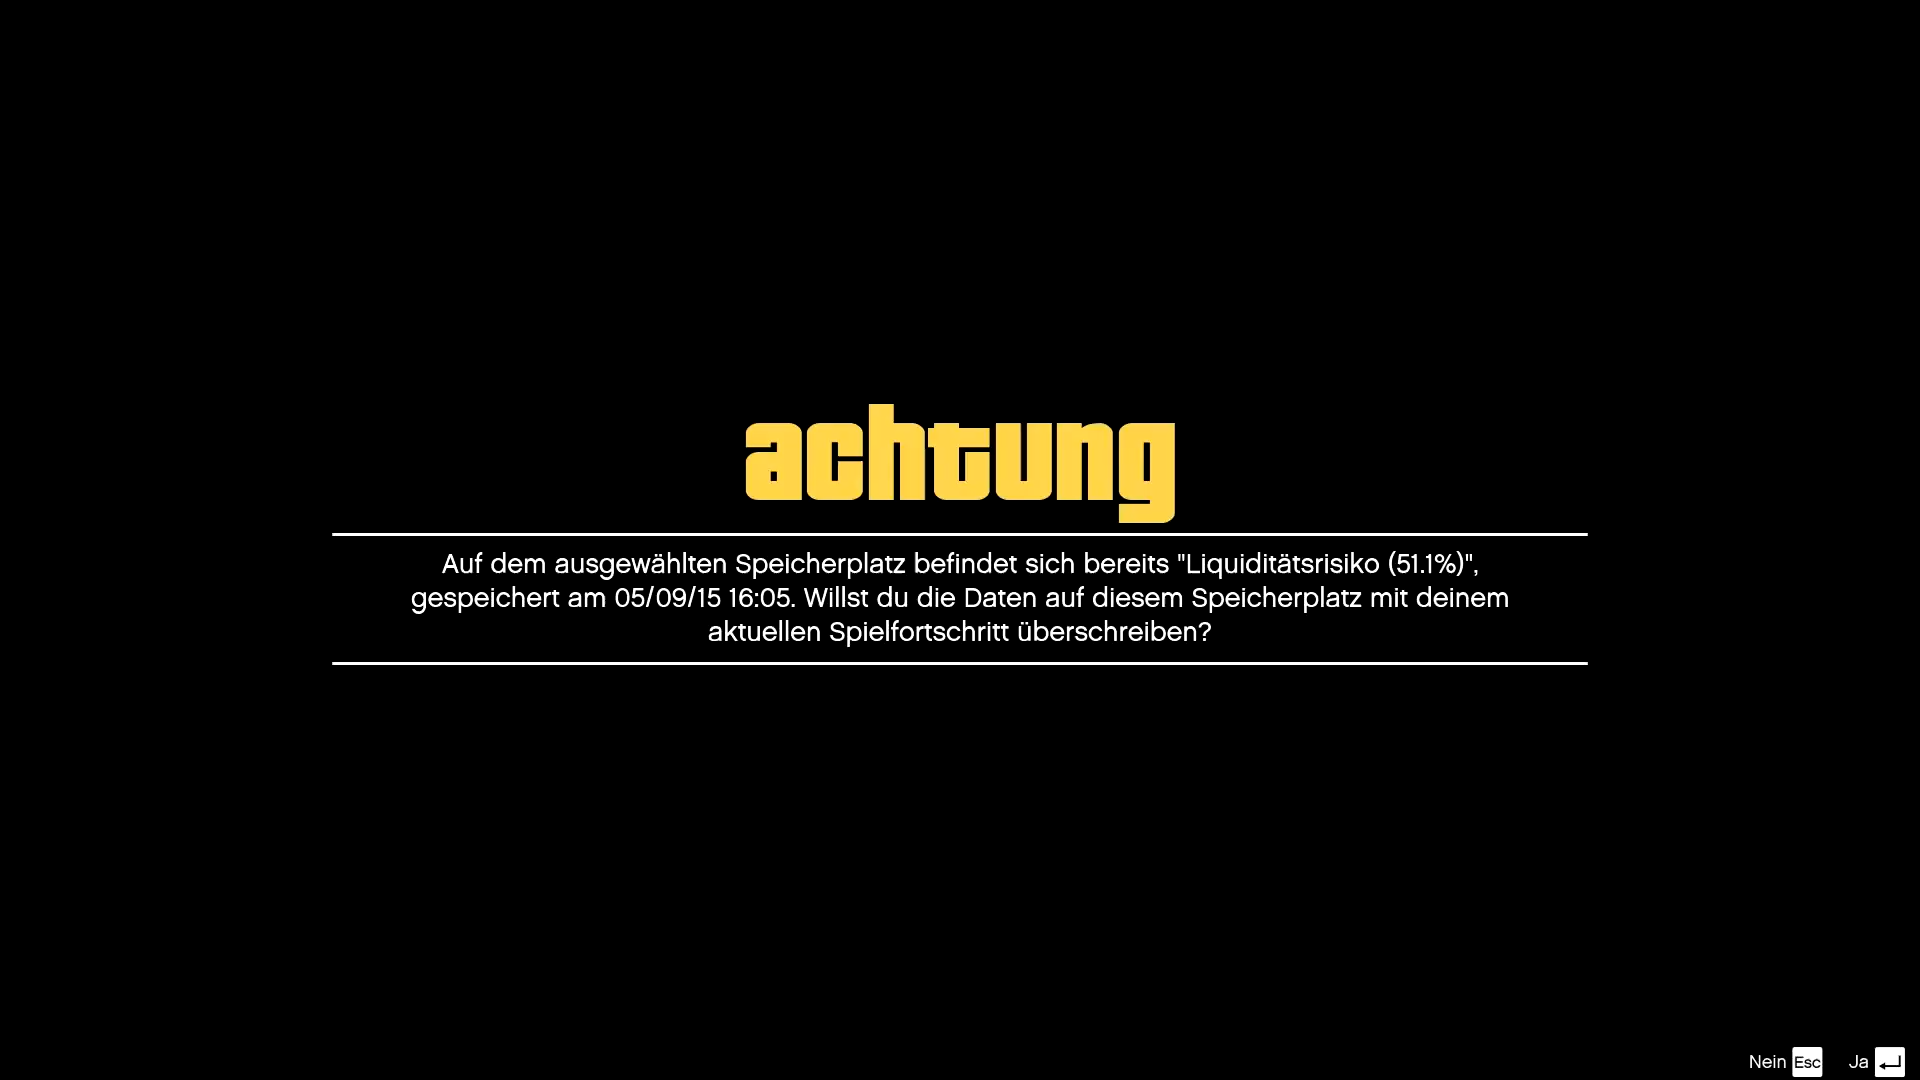 achtung
Auf dem ausgewählten Speicherplatz befindet sich bereits "Liquiditätsrisiko (51.1%)",
gespeichert am 05/09/15 16:05. Willst du die Daten auf diesem Speicherplatz mit deinem
aktuellen Spielfortschritt überschreiben?
Nein Esc Ja